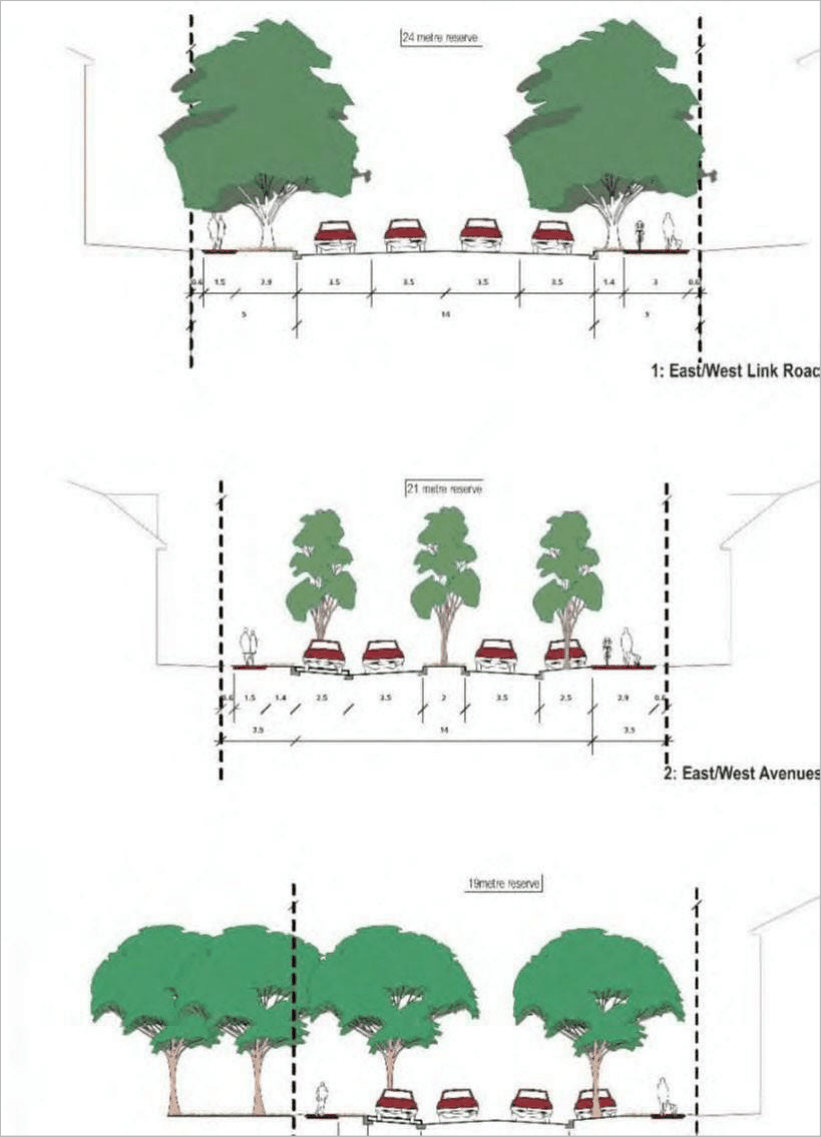 24 metre reserve
0.6 1.5 2.9 3.5 3.5 3.5 3.5 1.4 3 0.6
5 14 5
1: East/West Link Roac
21 metre reserve
0.6 1.5 1.4 2.5 3.5 2 3.5 2.5 2.9 0.6
3.5 14 3.5
2: East/West Avenues
19metre reserve